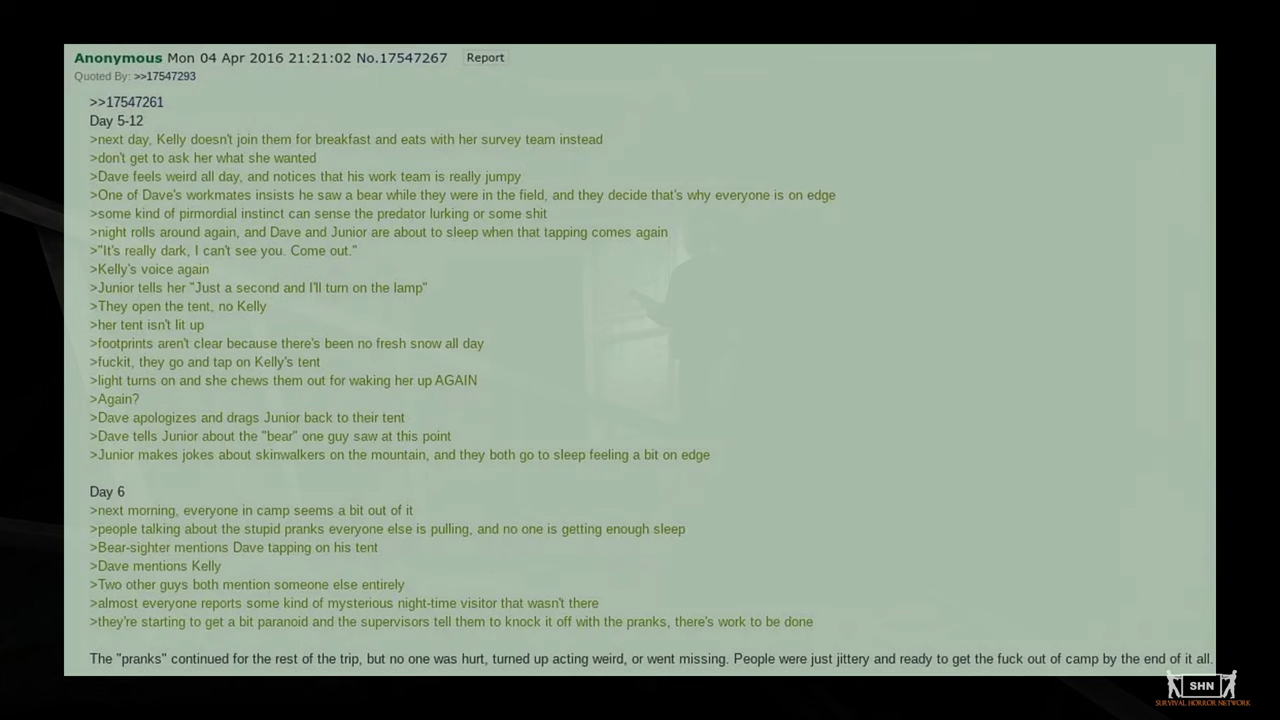 Anonymous Mon 04 Apr 2016 21:21:02 No.17547267 Report
Quoted By: >>17547293
>>17547261
Day 5-12
>next day, Kelly doesn't join them for breakfast and eats with her survey team instead
>don't get to ask her what she wanted
>Dave feels weird all day, and notices that his work team is really jumpy
>One of Dave's workmates insists he saw a bear while they were in the field, and they decide that's why everyone is on edge
>some kind of pirmordial instinct can sense the predator lurking or some shit
>night rolls around again, and Dave and Junior are about to sleep when that tapping comes again
>"It's really dark, I can't see you. Come out."
>Kelly's voice again
>Junior tells her "Just a second and I'll turn on the lamp"
>They open the tent, no Kelly
>her tent isn't lit up
>footprints aren't clear because there's been no fresh snow all day
>fuckit, they go and tap on Kelly's tent
>light turns on and she chews them out for waking her up AGAIN
>Again?
>Dave apologizes and drags Junior back to their tent
>Dave tells Junior about the "bear" one guy saw at this point
>Junior makes jokes about skinwalkers on the mountain, and they both go to sleep feeling a bit on edge
Day 6
>next morning, everyone in camp seems a bit out of it
>people talking about the stupid pranks everyone else is pulling, and no one is getting enough sleep
>Bear-sighter mentions Dave tapping on his tent
>Dave mentions Kelly
>Two other guys both mention someone else entirely
>almost everyone reports some kind of mysterious night-time visitor that wasn't there
>they're starting to get a bit paranoid and the supervisors tell them to knock it off with the pranks, there's work to be done
The "pranks" continued for the rest of the trip, but no one was hurt, turned up acting weird, or went missing. People were just jittery and ready to get the fuck out of camp by the end of it all.
SHN
SURVIVAL HORROR NETWORK